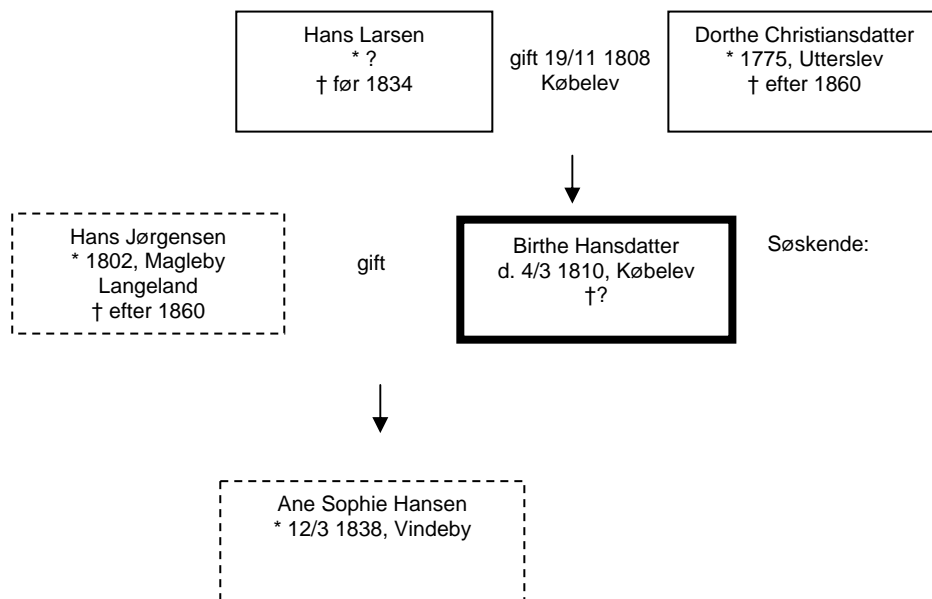 Hans Larsen
* ?
† før 1834
gift 19/11 1808
Købelev
Dorthe Christiansdatter
* 1775, Utterslev
† efter 1860
Hans Jørgensen
* 1802, Magleby
Langeland
† efter 1860
gift
Birthe Hansdatter
d. 4/3 1810, Købelev
†?
Søskende:
Ane Sophie Hansen
* 12/3 1838, Vindeby